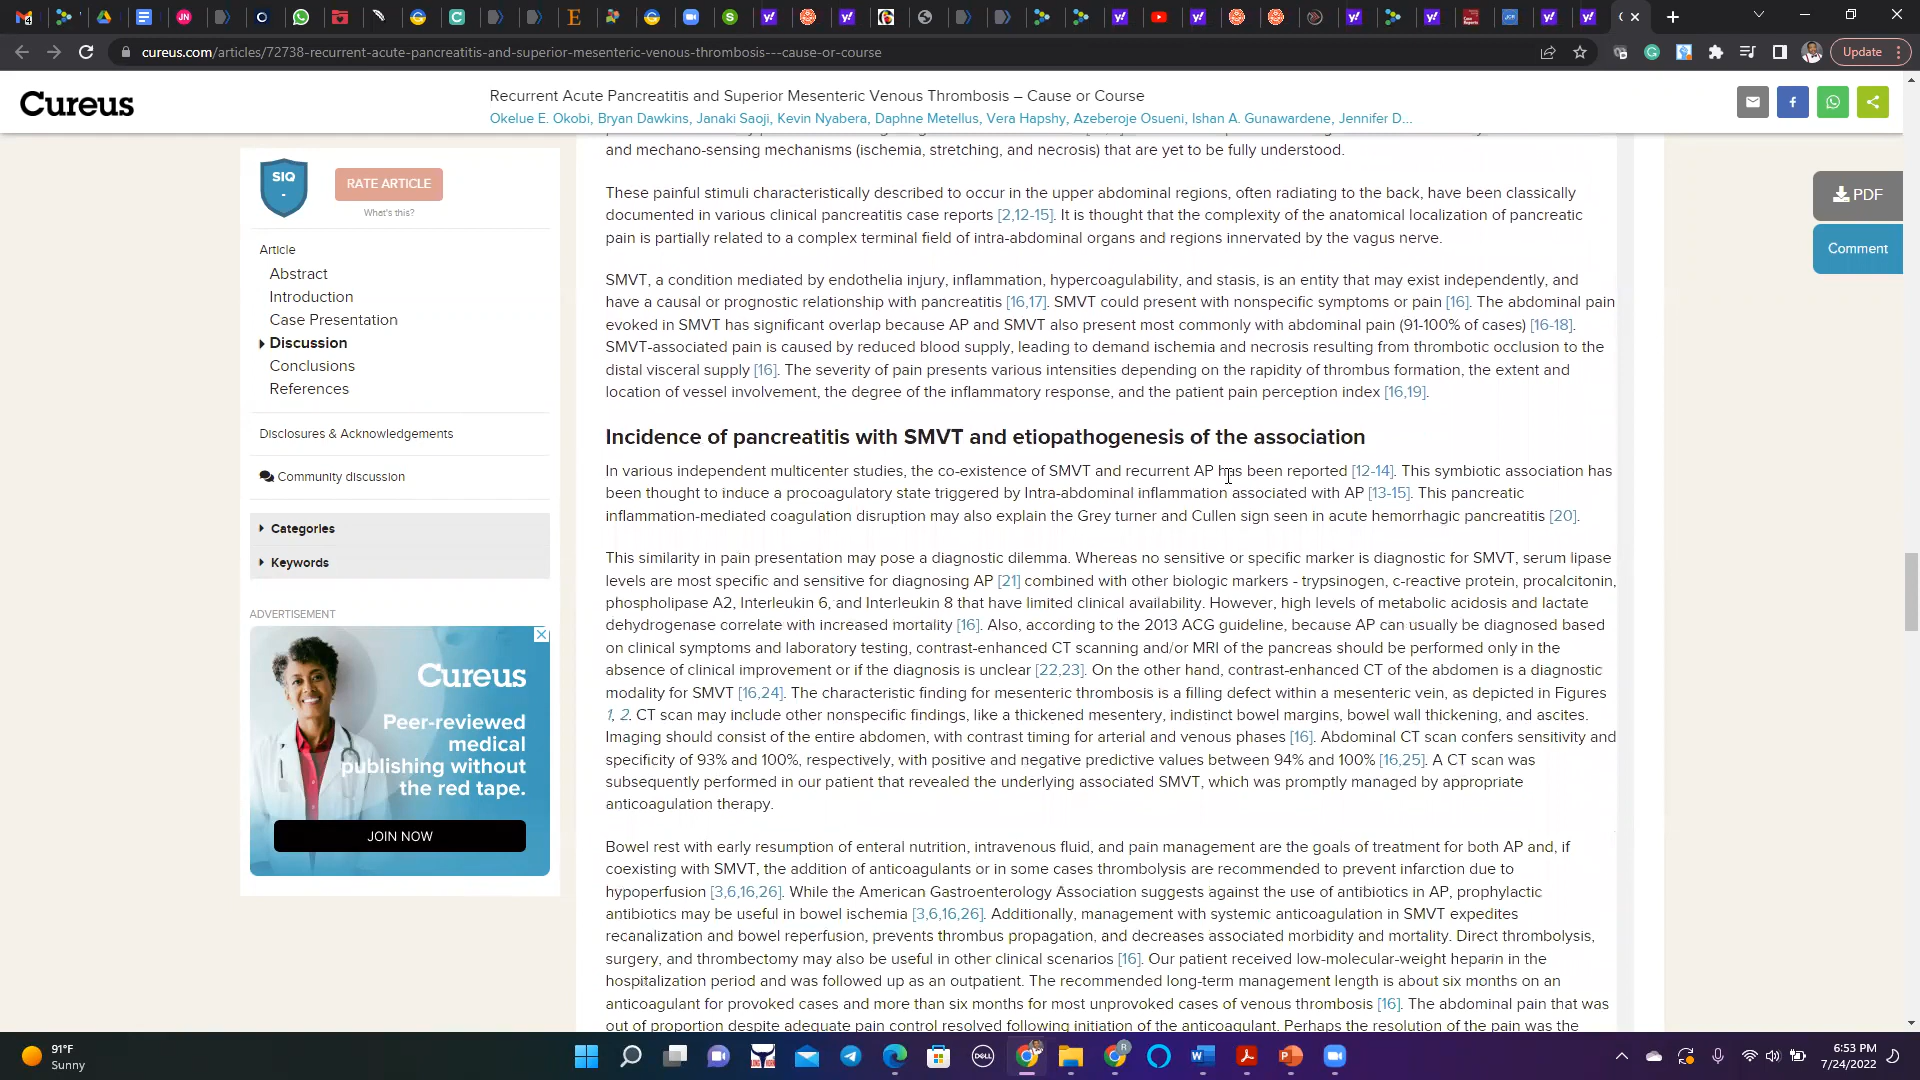 cureus.com/articles/72738-recurrent-acute-pancreatitis-and-superior-mesenteric-venous-thrombosis---cause-or-course
Update
Cureus
Recurrent Acute Pancreatitis and Superior Mesenteric Venous Thrombosis – Cause or Course
Okelue E. Okobi, Bryan Dawkins, Janaki Saoji, Kevin Nyabera, Daphne Metellus, Vera Hapshy, Azeberoje Osueni, Ishan A. Gunawardene, Jennifer D...
SIQ
-
RATE ARTICLE
What's this?
Article
Abstract
Introduction
Case Presentation
Discussion
Conclusions
References
Disclosures & Acknowledgements
Community discussion
Categories
Keywords
ADVERTISEMENT
Cureus
Peer-reviewed
medical
publishing without
the red tape.
JOIN NOW
and mechano-sensing mechanisms (ischemia, stretching, and necrosis) that are yet to be fully understood.
These painful stimuli characteristically described to occur in the upper abdominal regions, often radiating to the back, have been classically
documented in various clinical pancreatitis case reports [2,12-15]. It is thought that the complexity of the anatomical localization of pancreatic
pain is partially related to a complex terminal field of intra-abdominal organs and regions innervated by the vagus nerve.
SMVT, a condition mediated by endothelia injury, inflammation, hypercoagulability, and stasis, is an entity that may exist independently, and
have a causal or prognostic relationship with pancreatitis [16,17]. SMVT could present with nonspecific symptoms or pain [16]. The abdominal pain
evoked in SMVT has significant overlap because AP and SMVT also present most commonly with abdominal pain (91-100% of cases) [16-18].
SMVT-associated pain is caused by reduced blood supply, leading to demand ischemia and necrosis resulting from thrombotic occlusion to the
distal visceral supply [16]. The severity of pain presents various intensities depending on the rapidity of thrombus formation, the extent and
location of vessel involvement, the degree of the inflammatory response, and the patient pain perception index [16,19].
Incidence of pancreatitis with SMVT and etiopathogenesis of the association
In various independent multicenter studies, the co-existence of SMVT and recurrent AP has been reported [12-14]. This symbiotic association has
been thought to induce a procoagulatory state triggered by Intra-abdominal inflammation associated with AP [13-15]. This pancreatic
inflammation-mediated coagulation disruption may also explain the Grey turner and Cullen sign seen in acute hemorrhagic pancreatitis [20].
This similarity in pain presentation may pose a diagnostic dilemma. Whereas no sensitive or specific marker is diagnostic for SMVT, serum lipase
levels are most specific and sensitive for diagnosing AP [21] combined with other biologic markers - trypsinogen, c-reactive protein, procalcitonin,
phospholipase A2, Interleukin 6, and Interleukin 8 that have limited clinical availability. However, high levels of metabolic acidosis and lactate
dehydrogenase correlate with increased mortality [16]. Also, according to the 2013 ACG guideline, because AP can usually be diagnosed based
on clinical symptoms and laboratory testing, contrast-enhanced CT scanning and/or MRI of the pancreas should be performed only in the
absence of clinical improvement or if the diagnosis is unclear [22,23]. On the other hand, contrast-enhanced CT of the abdomen is a diagnostic
modality for SMVT [16,24]. The characteristic finding for mesenteric thrombosis is a filling defect within a mesenteric vein, as depicted in Figures
1, 2. CT scan may include other nonspecific findings, like a thickened mesentery, indistinct bowel margins, bowel wall thickening, and ascites.
Imaging should consist of the entire abdomen, with contrast timing for arterial and venous phases [16]. Abdominal CT scan confers sensitivity and
specificity of 93% and 100%, respectively, with positive and negative predictive values between 94% and 100% [16,25]. A CT scan was
subsequently performed in our patient that revealed the underlying associated SMVT, which was promptly managed by appropriate
anticoagulation therapy.
Bowel rest with early resumption of enteral nutrition, intravenous fluid, and pain management are the goals of treatment for both AP and, if
coexisting with SMVT, the addition of anticoagulants or in some cases thrombolysis are recommended to prevent infarction due to
hypoperfusion [3,6,16,26]. While the American Gastroenterology Association suggests against the use of antibiotics in AP, prophylactic
antibiotics may be useful in bowel ischemia [3,6,16,26]. Additionally, management with systemic anticoagulation in SMVT expedites
recanalization and bowel reperfusion, prevents thrombus propagation, and decreases associated morbidity and mortality. Direct thrombolysis,
surgery, and thrombectomy may also be useful in other clinical scenarios [16]. Our patient received low-molecular-weight heparin in the
hospitalization period and was followed up as an outpatient. The recommended long-term management length is about six months on an
anticoagulant for provoked cases and more than six months for most unprovoked cases of venous thrombosis [16]. The abdominal pain that was
out of proportion despite adequate pain control resolved following initiation of the anticoagulant. Perhaps the resolution of the pain was the
PDF
Comment
91°F
Sunny
6:53 PM
7/24/2022